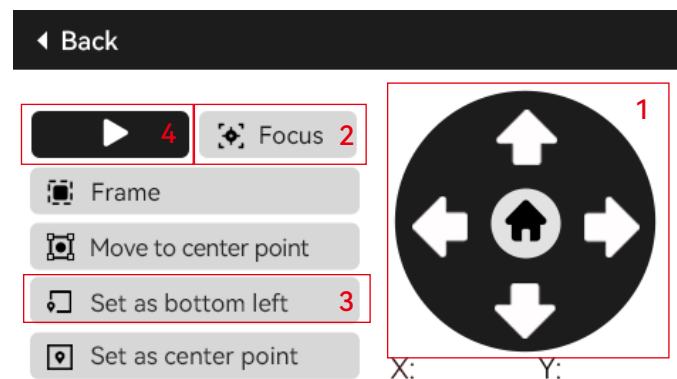 Back
4 Focus 2
1
Frame
Move to center point
Set as bottom left 3
Set as center point
X: Y: